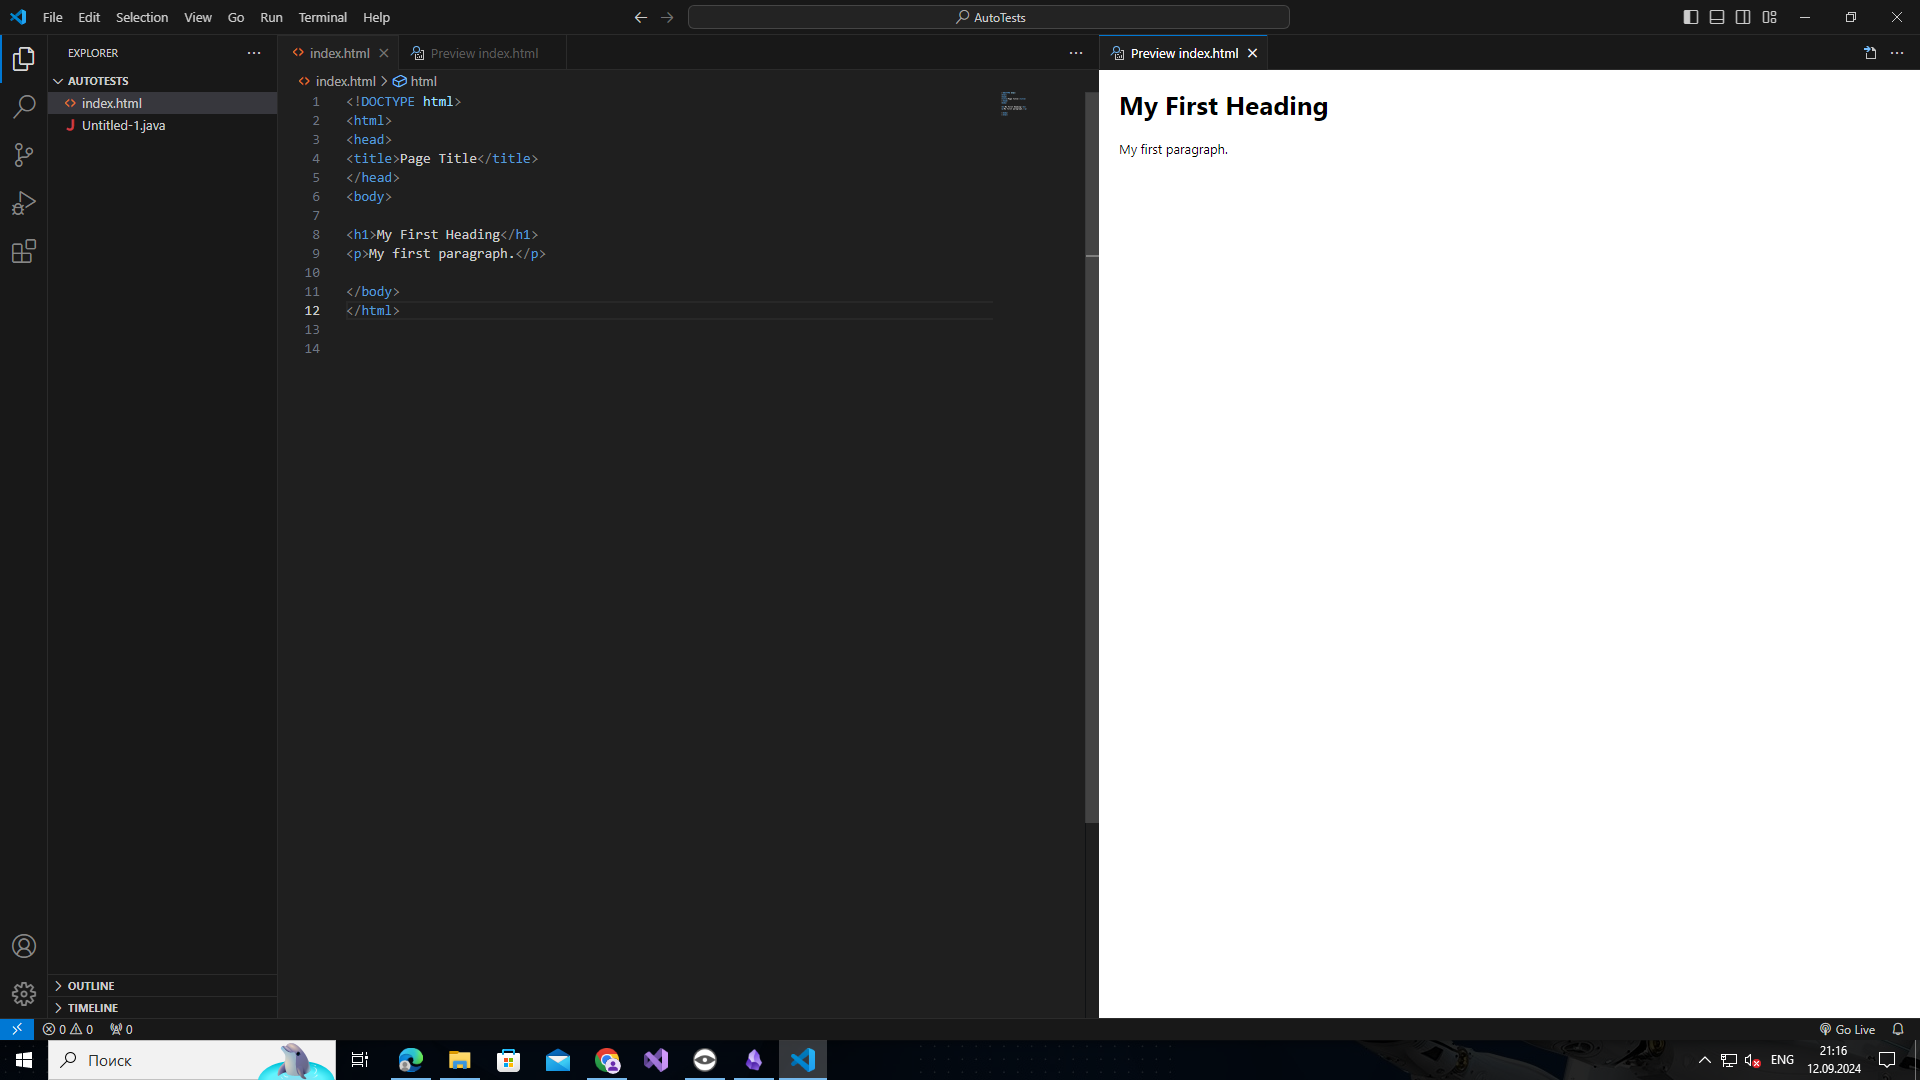 File Edit Selection View Go Run Terminal Help
AutoTests
EXPLORER
AUTOTESTS
index.html
Untitled-1.java
OUTLINE
TIMELINE
index.html
Preview index.html
index.html > html
1 <!DOCTYPE html>
2 <html>
3 <head>
4 <title>Page Title</title>
5 </head>
6 <body>
7
8 <h1>My First Heading</h1>
9 <p>My first paragraph.</p>
10
11 </body>
12 </html>
13
14
Preview index.html
My First Heading
My first paragraph.
0 0 0
Go Live
Поиск
ENG
21:16
12.09.2024